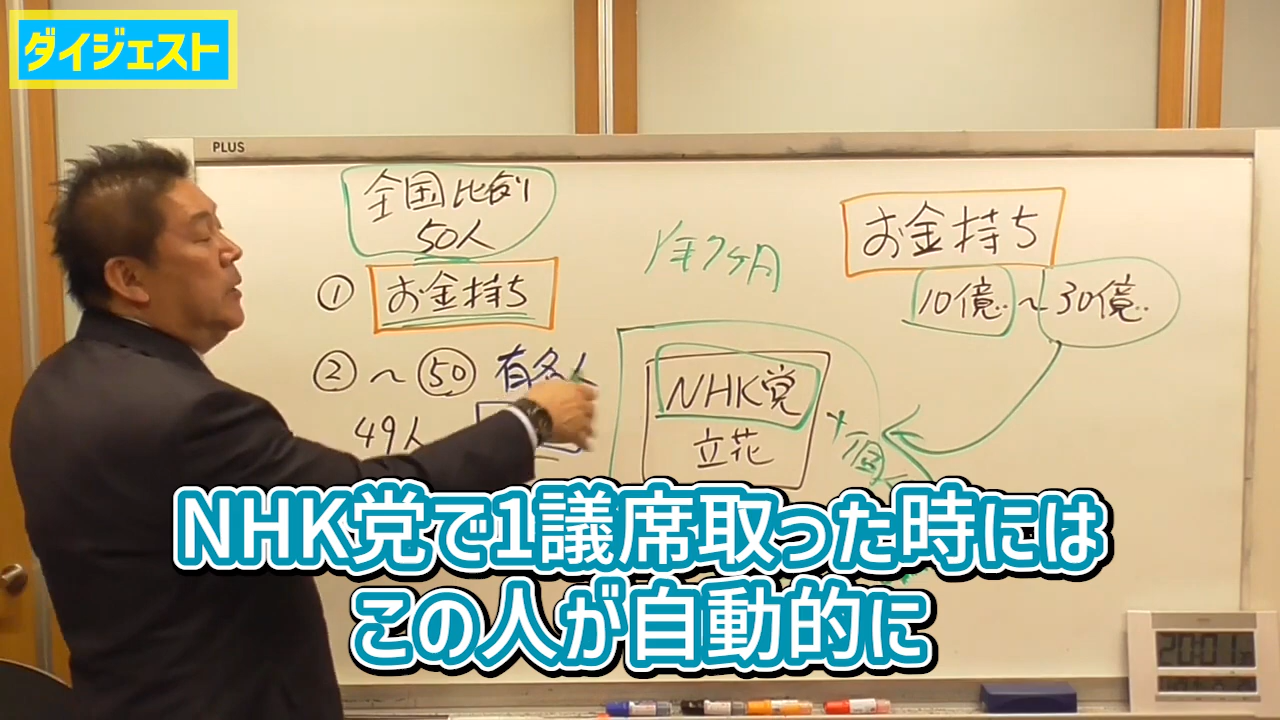 ダイジェスト
PLUS
全国比例
50人
① お金持ち
② ~ ㊿ 有名人
49人
1年7ヶ月
お金持ち
10億~30億
NHK党
立花
NHK党で1議席取った時には
この人が自動的に
20:01